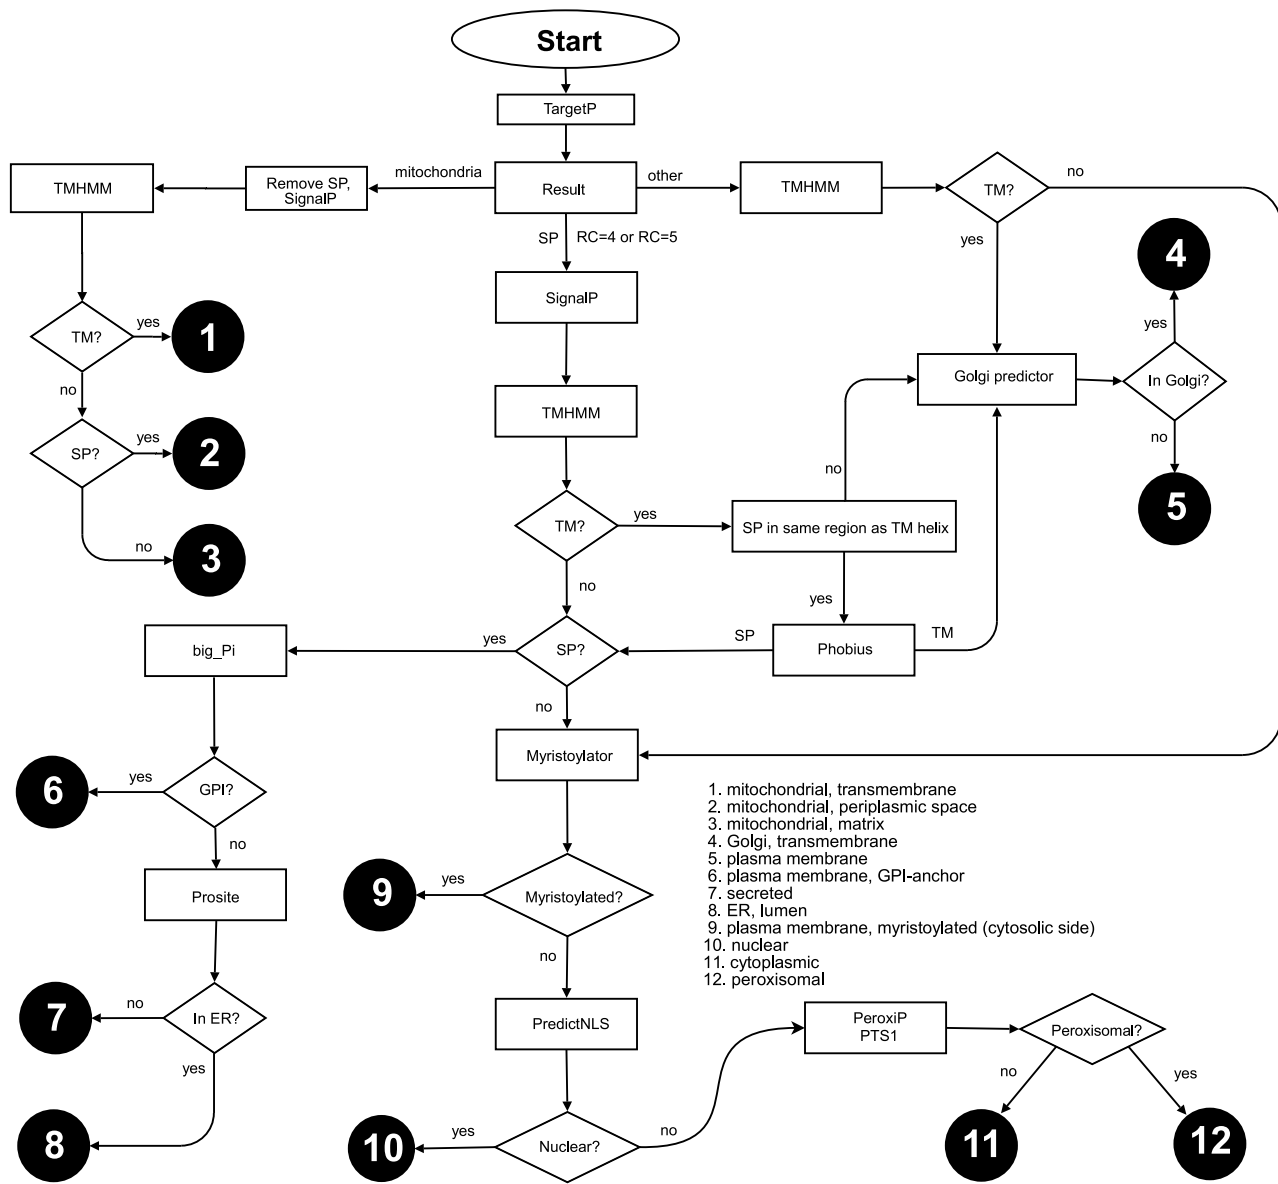 Start
TargetP
mitochondria
other
TMHMM
Remove SP,
SignalP
Result
TMHMM
TM?
no
SP
RC=4 or RC=5
yes
4
SignalP
yes
TM?
yes
1
no
Golgi predictor
In Golgi?
TMHMM
no
SP?
yes
2
no
5
TM?
yes
SP in same region as TM helix
no
3
no
yes
big_Pi
yes
SP?
SP
Phobius
TM
no
Myristoylator
6
yes
GPI?
no
1. mitochondrial, transmembrane
2. mitochondrial, periplasmic space
3. mitochondrial, matrix
4. Golgi, transmembrane
5. plasma membrane
6. plasma membrane, GPI-anchor
7. secreted
8. ER, lumen
9. plasma membrane, myristoylated (cytosolic side)
10. nuclear
11. cytoplasmic
12. peroxisomal
Prosite
9
yes
Myristoylated?
no
7
no
In ER?
yes
PredictNLS
PeroxiP
PTS1
Peroxisomal?
no
yes
8
10
yes
Nuclear?
no
11
12